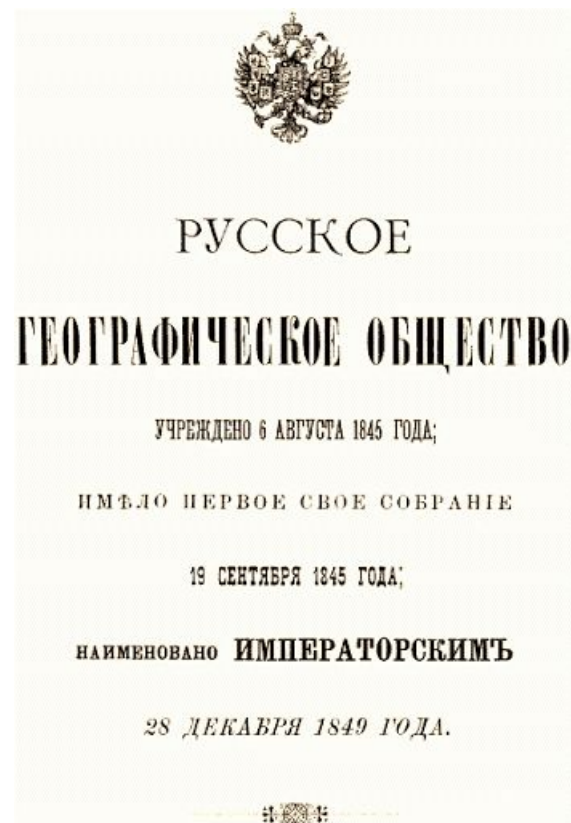 РУССКОЕ
ГЕОГРАФИЧЕСКОЕ ОБЩЕСТВО
УЧРЕЖДЕНО 6 АВГУСТА 1845 ГОДА;
ИМѢЛО ПЕРВОЕ СВОЕ СОБРАНІЕ
19 СЕНТЯБРЯ 1845 ГОДА;
НАИМЕНОВАНО ИМПЕРАТОРСКИМЪ
28 ДЕКАБРЯ 1849 ГОДА.